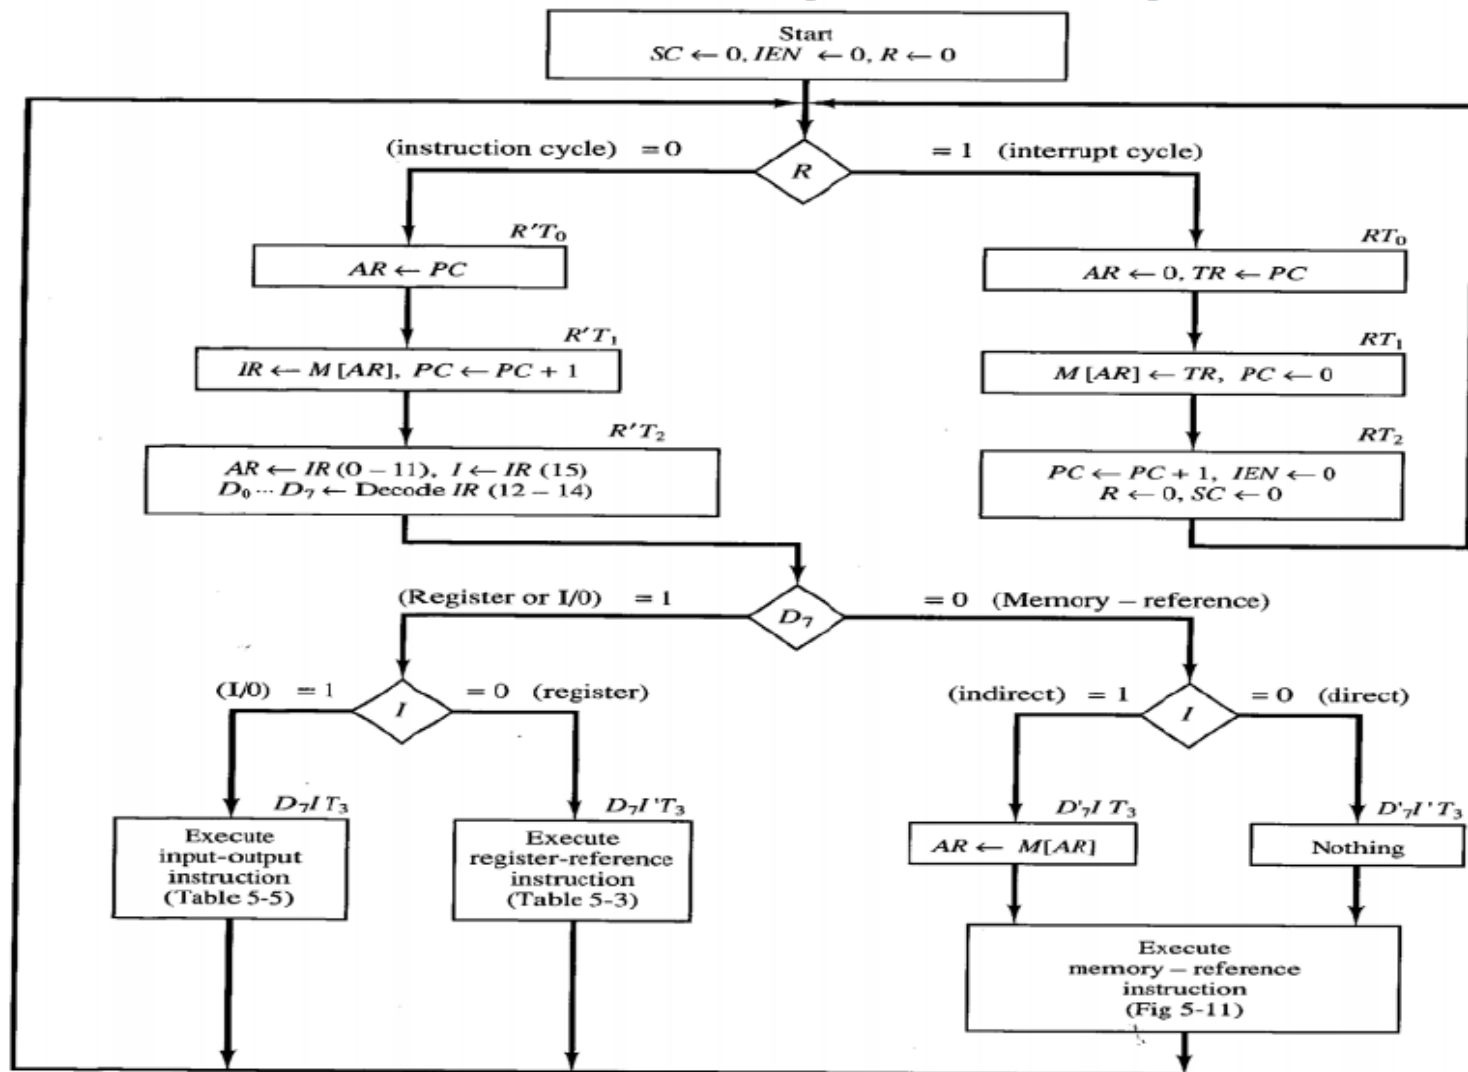 Start
SC ← 0, IEN ← 0, R ← 0
(instruction cycle) = 0
R
= 1 (interrupt cycle)
R'T₀
AR ← PC
RT₀
AR ← 0, TR ← PC
R'T₁
IR ← M [AR], PC ← PC + 1
RT₁
M [AR] ← TR, PC ← 0
R'T₂
AR ← IR (0 – 11), I ← IR (15)
D₀ ··· D₇ ← Decode IR (12 – 14)
RT₂
PC ← PC + 1, IEN ← 0
R ← 0, SC ← 0
(Register or I/0) = 1
D₇
= 0 (Memory – reference)
(I/0) = 1
I
= 0 (register)
(indirect) = 1
I
= 0 (direct)
D₇I T₃
Execute
input-output
instruction
(Table 5-5)
D₇I'T₃
Execute
register-reference
instruction
(Table 5-3)
D'₇I T₃
AR ← M[AR]
D'₇I' T₃
Nothing
Execute
memory – reference
instruction
(Fig 5-11)